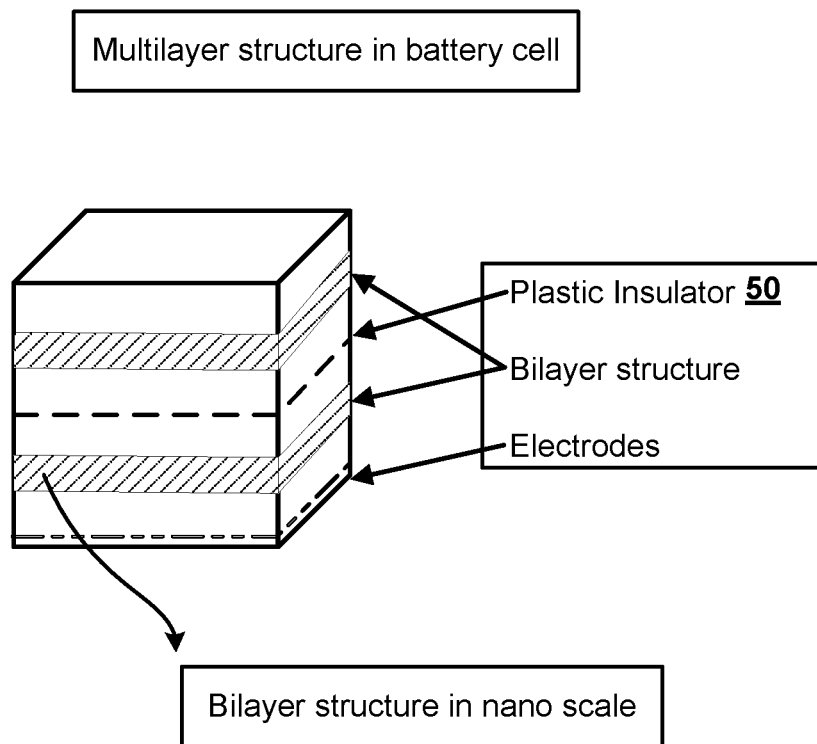 Multilayer structure in battery cell
Plastic Insulator 50
Bilayer structure
Electrodes
Bilayer structure in nano scale